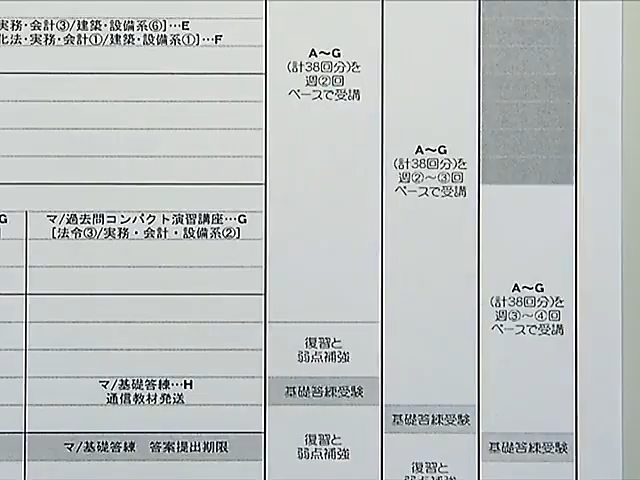 実務・会計③/建築・設備系⑥]…E
化法・実務・会計①/建築・設備系①]…F
G
マ/過去問コンパクト演習講座…G
[法令③/実務・会計・設備系②]
マ/基礎答練…H
通信教材発送
マ/基礎答練 答案提出期限
A〜G
(計38回分)を
週②回
ペースで受講
復習と
弱点補強
基礎答練受験
復習と
弱点補強
A〜G
(計38回分)を
週②〜③回
ペースで受講
基礎答練受験
復習と
A〜G
(計38回分)を
週③〜④回
ペースで受講
基礎答練受験